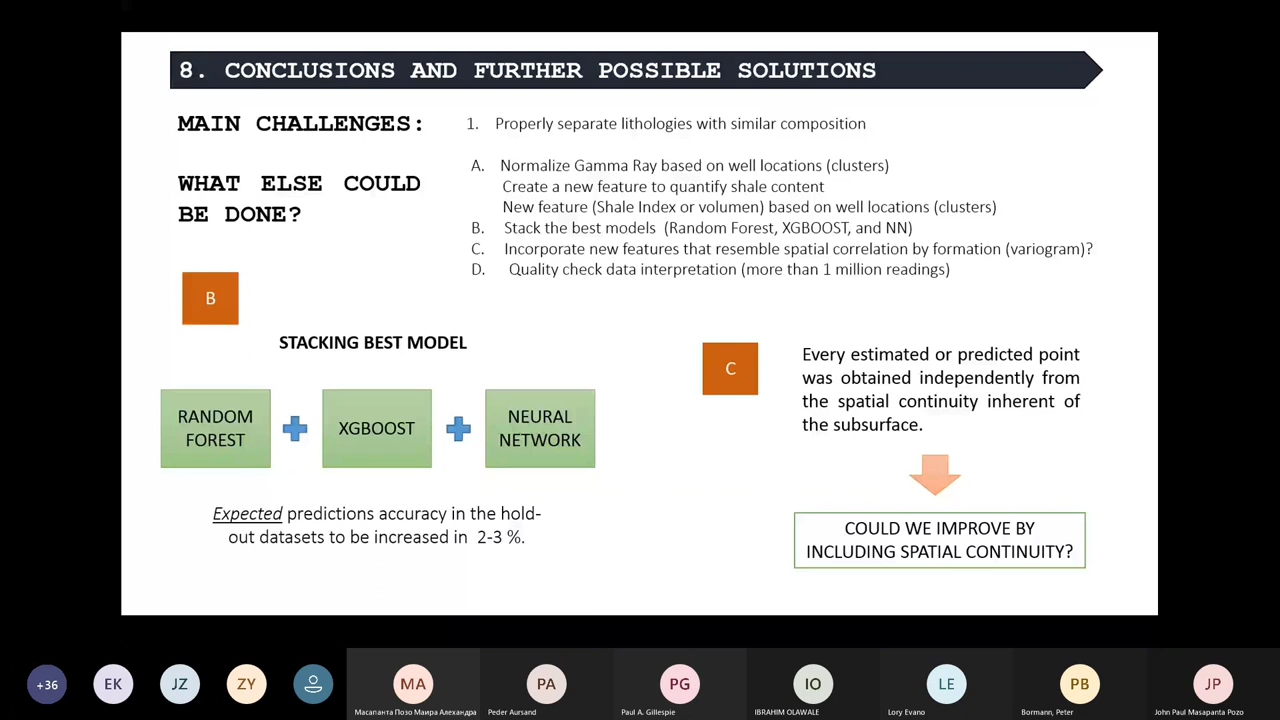 8. CONCLUSIONS AND FURTHER POSSIBLE SOLUTIONS
MAIN CHALLENGES:
1. Properly separate lithologies with similar composition
WHAT ELSE COULD
BE DONE?
A. Normalize Gamma Ray based on well locations (clusters)
Create a new feature to quantify shale content
New feature (Shale Index or volumen) based on well locations (clusters)
B. Stack the best models (Random Forest, XGBOOST, and NN)
C. Incorporate new features that resemble spatial correlation by formation (variogram)?
D. Quality check data interpretation (more than 1 million readings)
B
STACKING BEST MODEL
RANDOM
FOREST
XGBOOST
NEURAL
NETWORK
Expected predictions accuracy in the hold-
out datasets to be increased in 2-3 %.
C
Every estimated or predicted point
was obtained independently from
the spatial continuity inherent of
the subsurface.
COULD WE IMPROVE BY
INCLUDING SPATIAL CONTINUITY?
+36
EK
JZ
ZY
MA
PA
PG
IO
LE
PB
JP
Масапанта Позо Маира Алехандра
Peder Aursand
Paul A. Gillespie
IBRAHIM OLAWALE
Lory Evano
Bormann, Peter
John Paul Masapanta Pozo